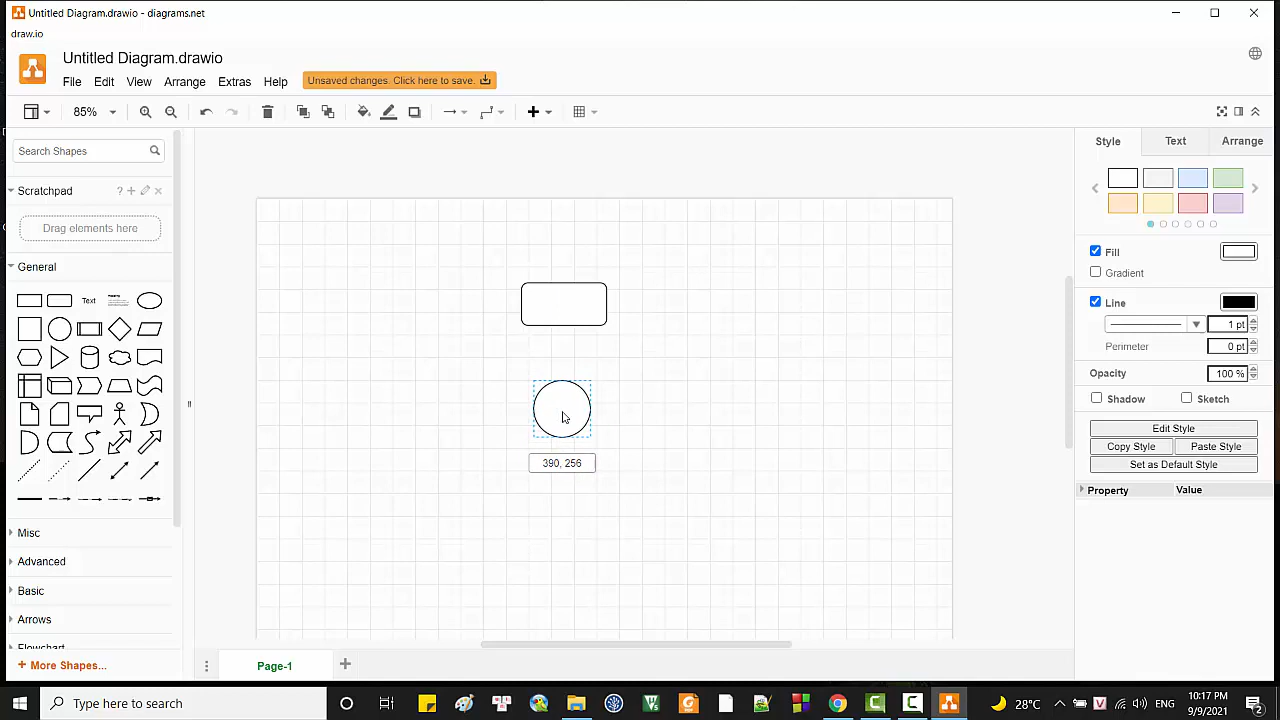 Untitled Diagram.drawio - diagrams.net
draw.io
Untitled Diagram.drawio
File Edit View Arrange Extras Help
Unsaved changes. Click here to save.
85%
Search Shapes
Scratchpad
?
Drag elements here
General
Text
Misc
Advanced
Basic
Arrows
Flowchart
+ More Shapes...
390, 256
Page-1
Style Text Arrange
Fill
Gradient
Line
1 pt
Perimeter 0 pt
Opacity 100 %
Shadow Sketch
Edit Style
Copy Style Paste Style
Set as Default Style
Property Value
Type here to search
28°C
V
ENG
10:17 PM
9/9/2021
2